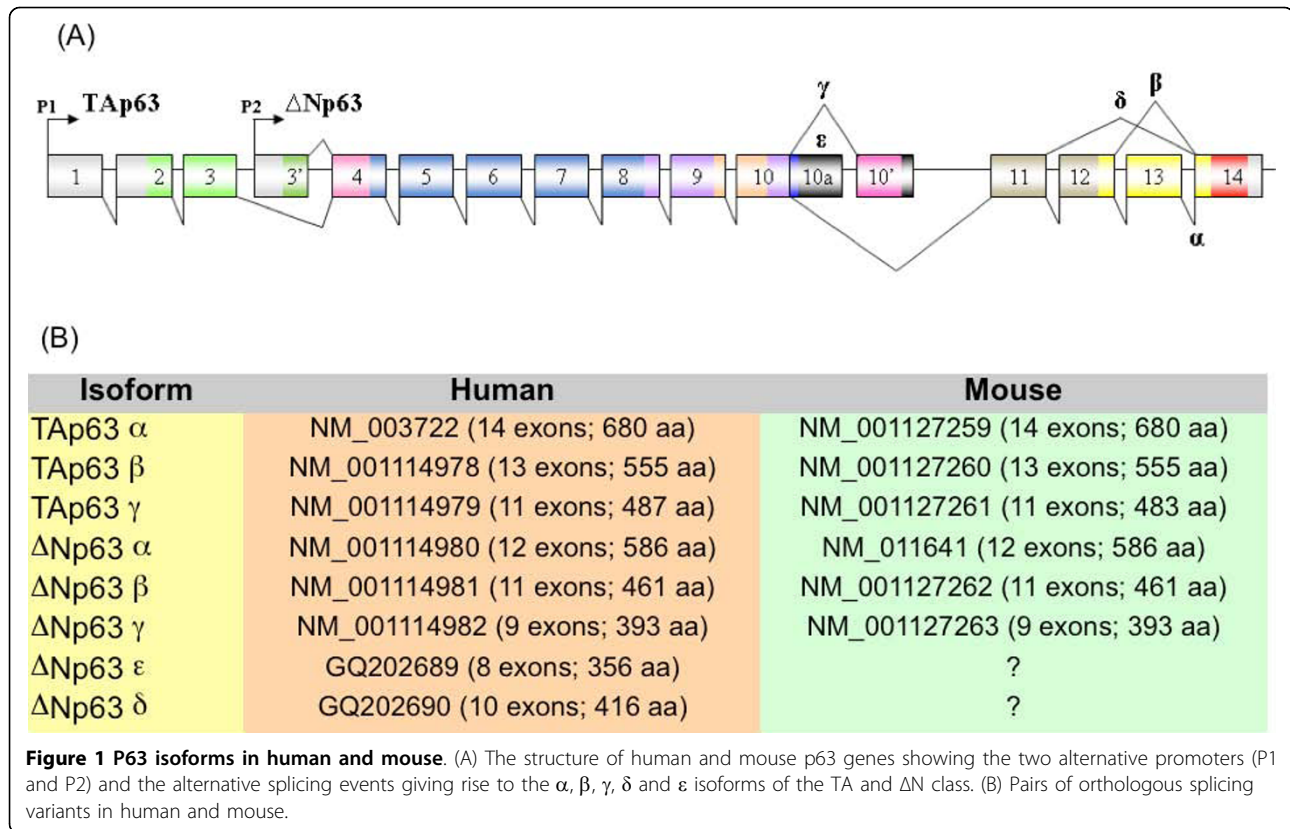 (A)
P1 TAp63 P2 ΔNp63 γ ε δ β
1 2 3 3' 4 5 6 7 8 9 10 10a 10' 11 12 13 14
α
(B)
Isoform Human Mouse
TAp63 α NM_003722 (14 exons; 680 aa) NM_001127259 (14 exons; 680 aa)
TAp63 β NM_001114978 (13 exons; 555 aa) NM_001127260 (13 exons; 555 aa)
TAp63 γ NM_001114979 (11 exons; 487 aa) NM_001127261 (11 exons; 483 aa)
ΔNp63 α NM_001114980 (12 exons; 586 aa) NM_011641 (12 exons; 586 aa)
ΔNp63 β NM_001114981 (11 exons; 461 aa) NM_001127262 (11 exons; 461 aa)
ΔNp63 γ NM_001114982 (9 exons; 393 aa) NM_001127263 (9 exons; 393 aa)
ΔNp63 ε GQ202689 (8 exons; 356 aa) ?
ΔNp63 δ GQ202690 (10 exons; 416 aa) ?
Figure 1 P63 isoforms in human and mouse. (A) The structure of human and mouse p63 genes showing the two alternative promoters (P1
and P2) and the alternative splicing events giving rise to the α, β, γ, δ and ε isoforms of the TA and ΔN class. (B) Pairs of orthologous splicing
variants in human and mouse.